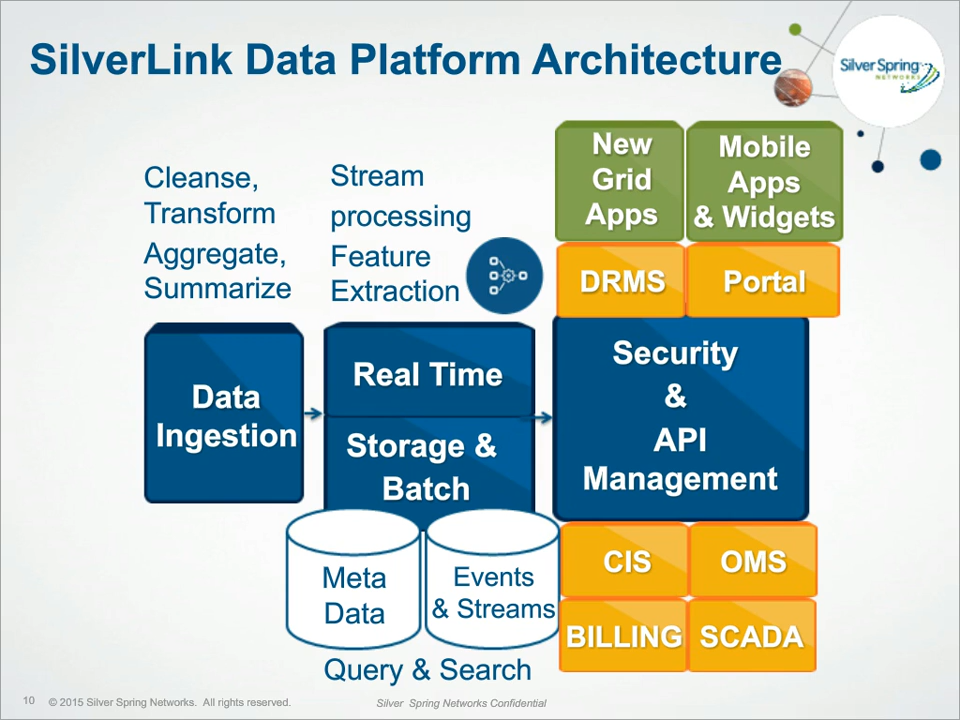 SilverLink Data Platform Architecture
Silver Spring
NETWORKS
Cleanse,
Transform
Aggregate,
Summarize
Stream
processing
Feature
Extraction
New
Grid
Apps
Mobile
Apps
& Widgets
DRMS
Portal
Data
Ingestion
Real Time
Storage &
Batch
Security
&
API
Management
Meta
Data
Events
& Streams
CIS
OMS
BILLING
SCADA
Query & Search
10
© 2015 Silver Spring Networks. All rights reserved.
Silver Spring Networks Confidential